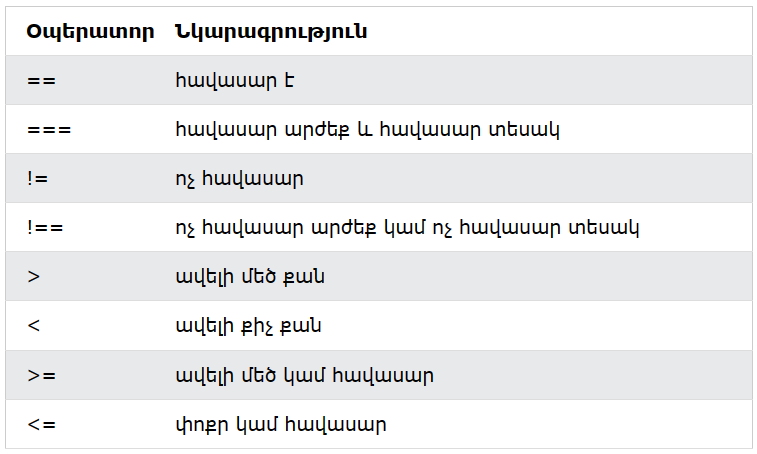 Օպերատոր Նկարագրություն
== հավասար է
=== հավասար արժեք և հավասար տեսակ
!= ոչ հավասար
!== ոչ հավասար արժեք կամ ոչ հավասար տեսակ
> ավելի մեծ քան
< ավելի քիչ քան
>= ավելի մեծ կամ հավասար
<= փոքր կամ հավասար